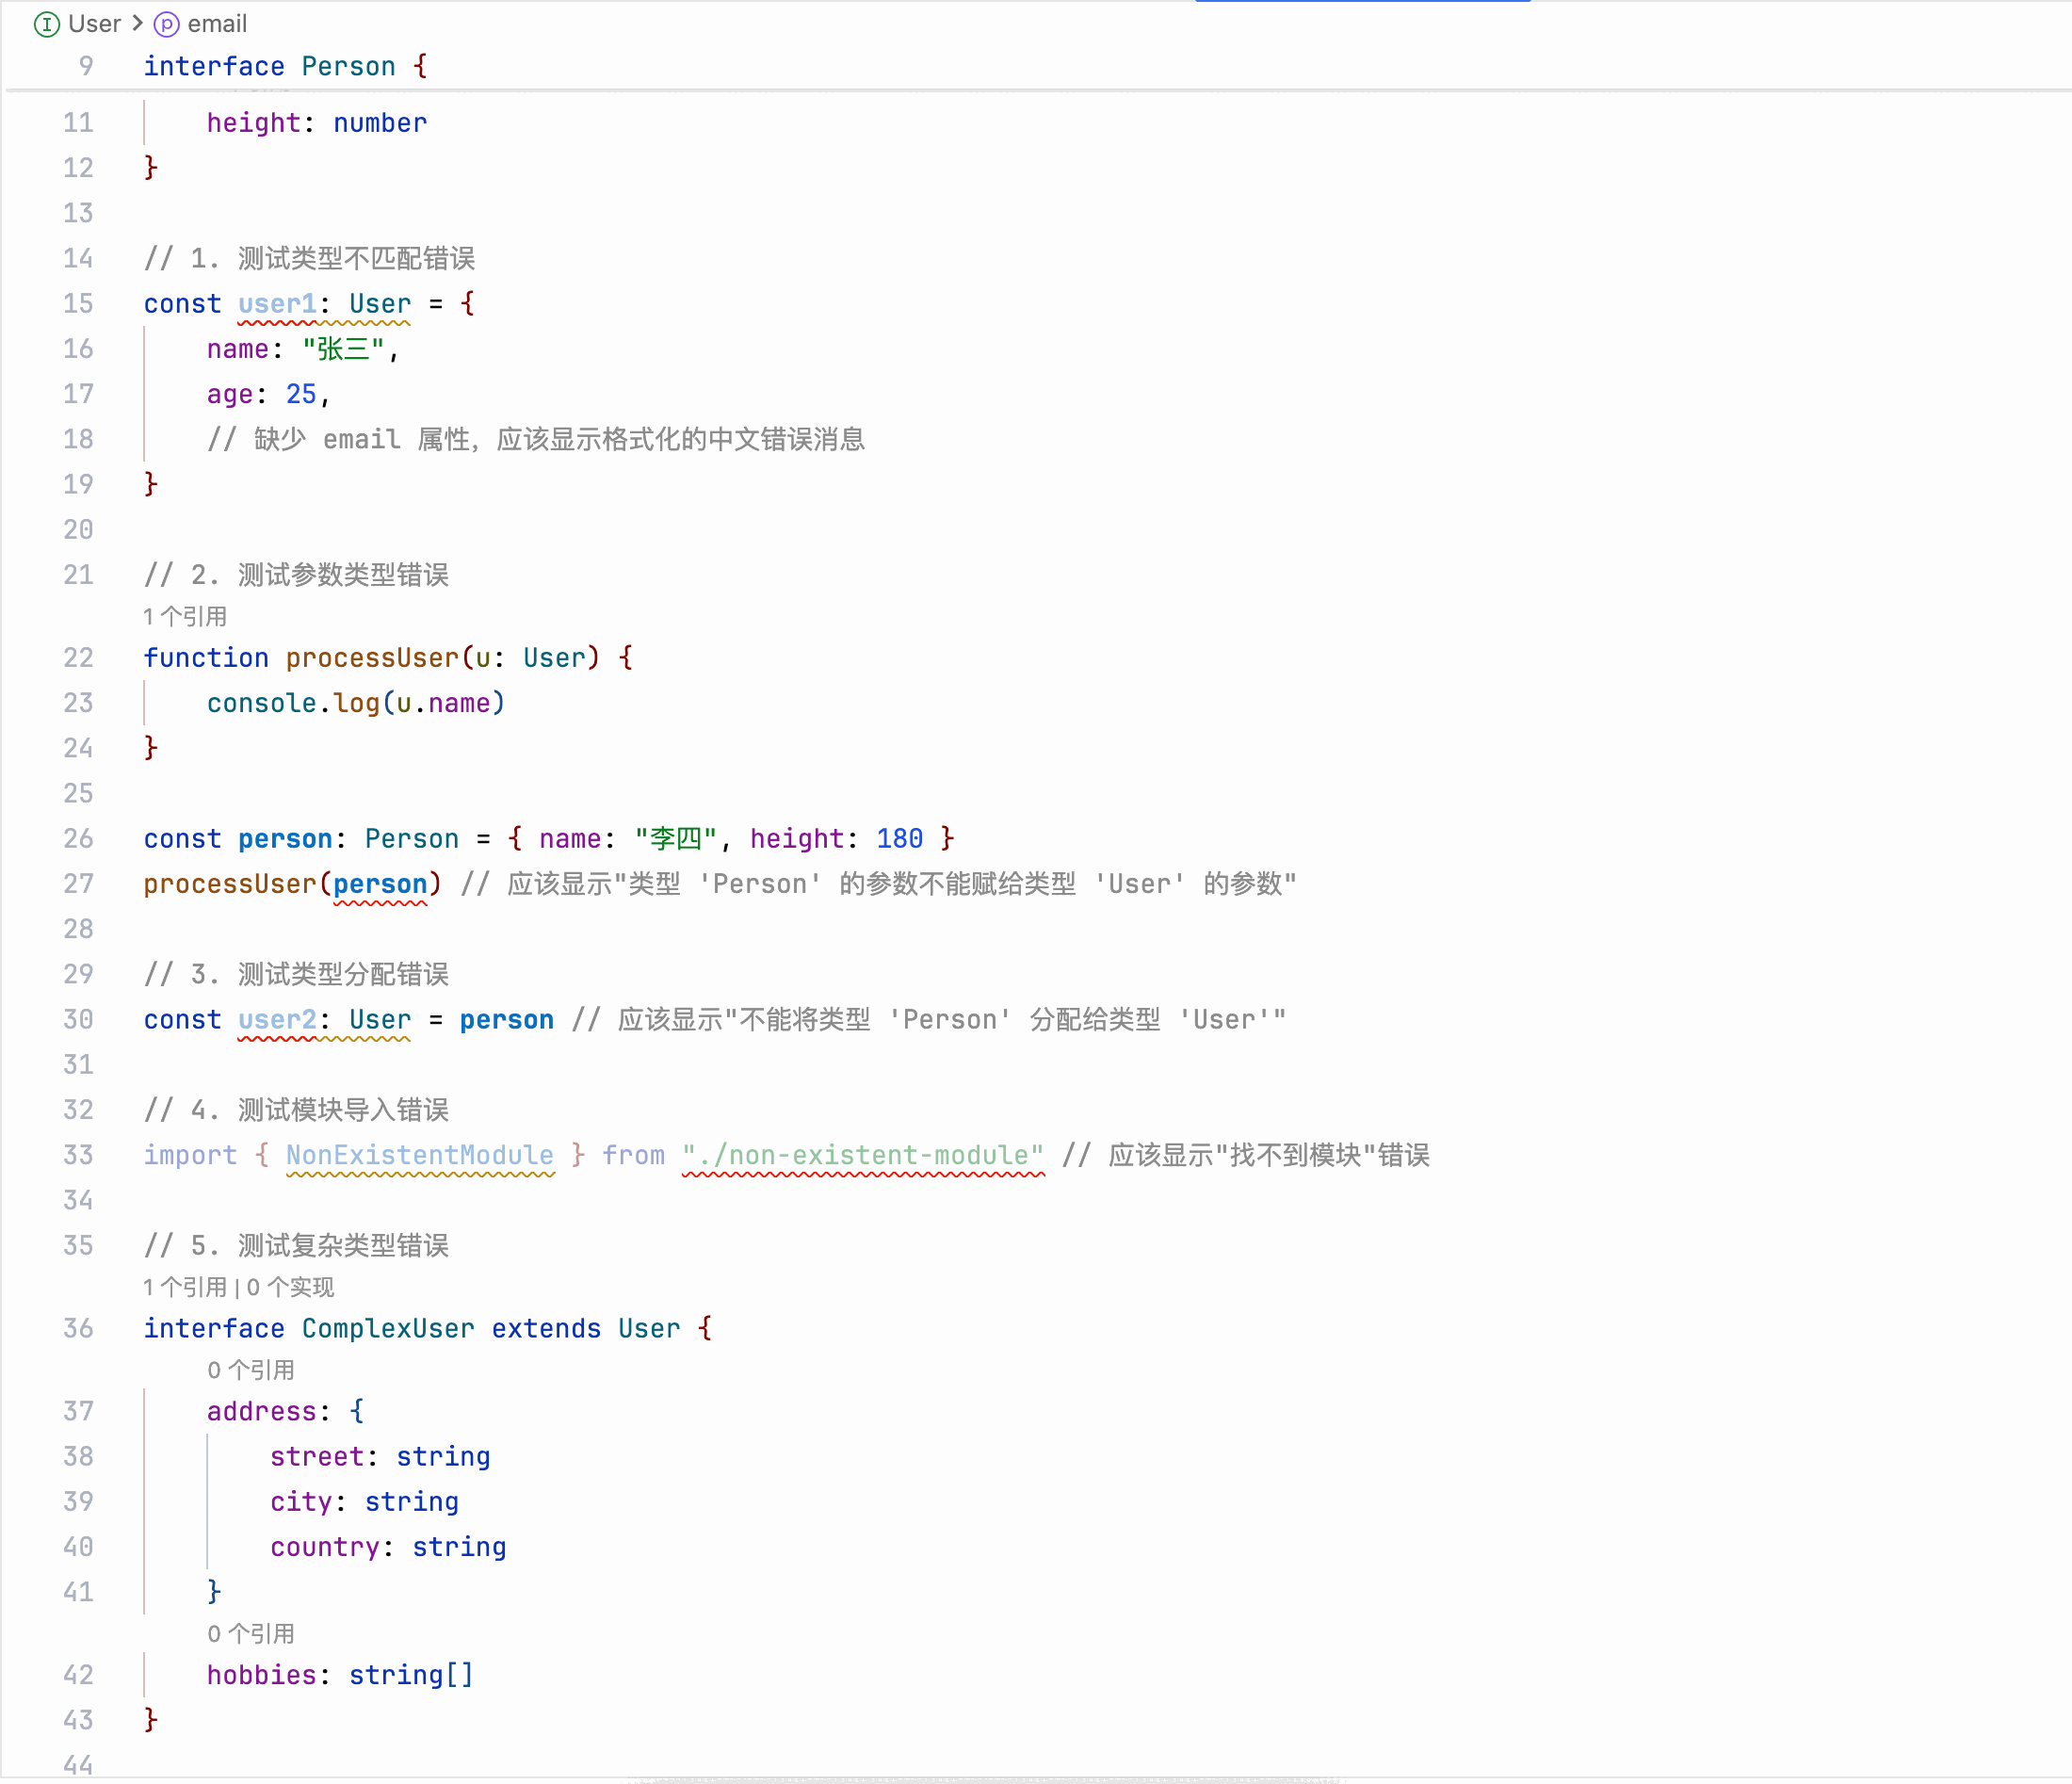 User > email
9 interface Person {
11 height: number
12 }
13
14 // 1. 测试类型不匹配错误
15 const user1: User = {
16 name: "张三",
17 age: 25,
18 // 缺少 email 属性，应该显示格式化的中文错误消息
19 }
20
21 // 2. 测试参数类型错误
1 个引用
22 function processUser(u: User) {
23 console.log(u.name)
24 }
25
26 const person: Person = { name: "李四", height: 180 }
27 processUser(person) // 应该显示"类型 'Person' 的参数不能赋给类型 'User' 的参数"
28
29 // 3. 测试类型分配错误
30 const user2: User = person // 应该显示"不能将类型 'Person' 分配给类型 'User'"
31
32 // 4. 测试模块导入错误
33 import { NonExistentModule } from "./non-existent-module" // 应该显示"找不到模块"错误
34
35 // 5. 测试复杂类型错误
1 个引用 | 0 个实现
36 interface ComplexUser extends User {
0 个引用
37 address: {
38 street: string
39 city: string
40 country: string
41 }
0 个引用
42 hobbies: string[]
43 }
44